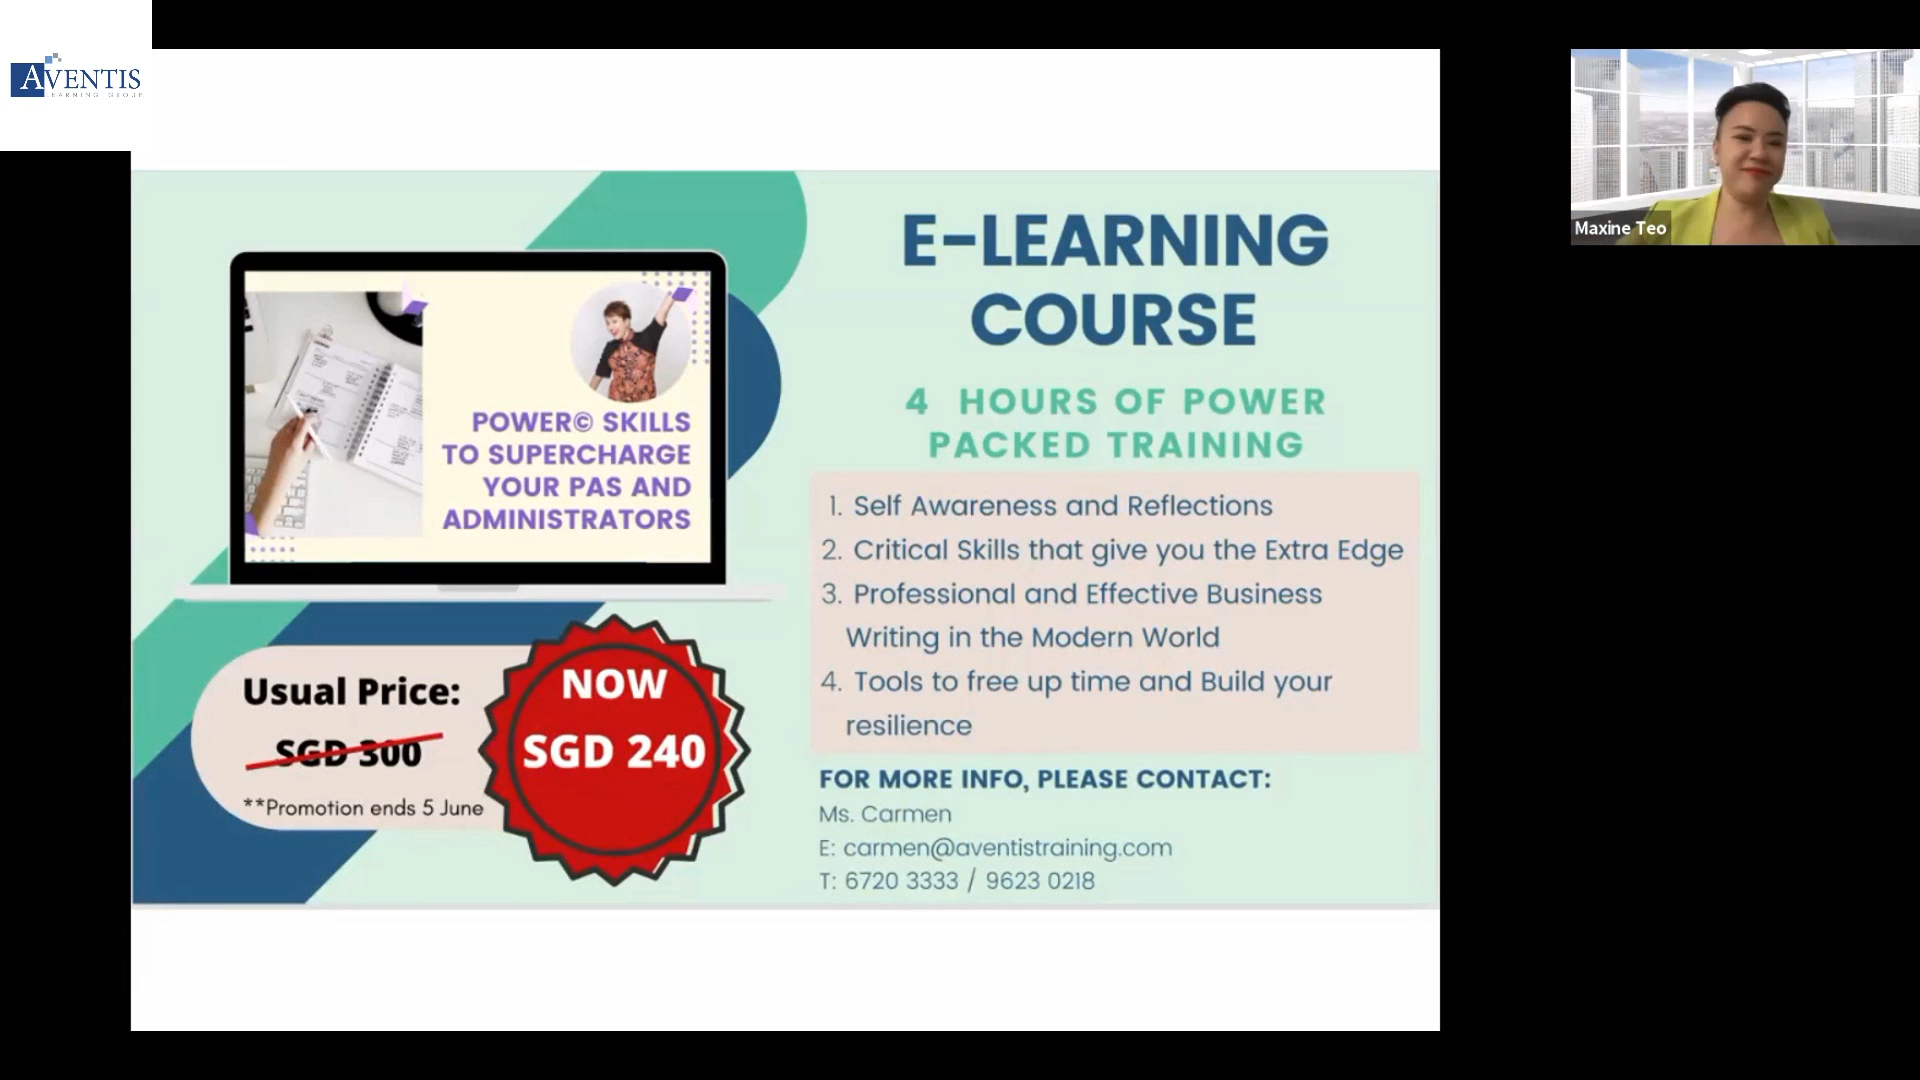 AVENTIS
LEARNING GROUP
E-LEARNING
COURSE
4 HOURS OF POWER
PACKED TRAINING
POWER© SKILLS
TO SUPERCHARGE
YOUR PAS AND
ADMINISTRATORS
1. Self Awareness and Reflections
2. Critical Skills that give you the Extra Edge
3. Professional and Effective Business
Writing in the Modern World
4. Tools to free up time and Build your
resilience
Usual Price:
SGD 300
**Promotion ends 5 June
NOW
SGD 240
FOR MORE INFO, PLEASE CONTACT:
Ms. Carmen
E: carmen@aventistraining.com
T: 6720 3333 / 9623 0218
Maxine Teo